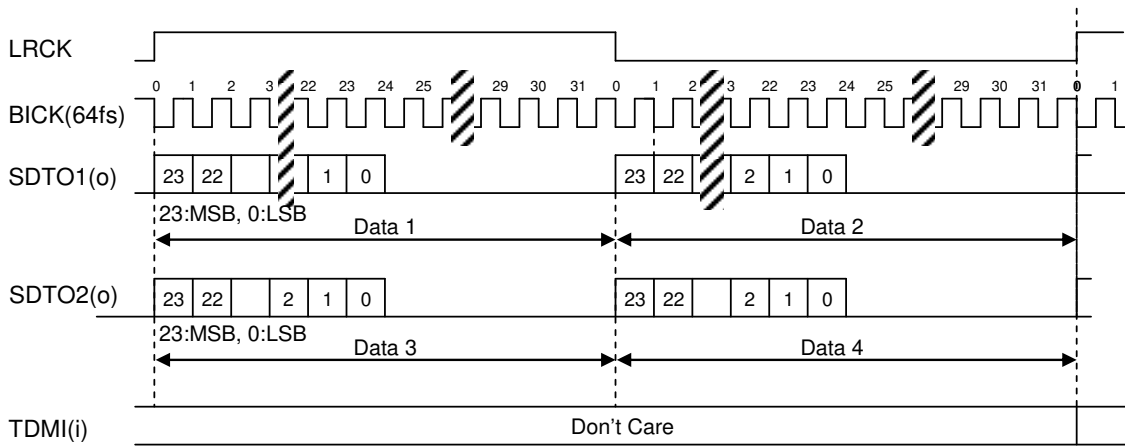 LRCK
0 1 2 3 22 23 24 25 29 30 31 0 1 2 3 22 23 24 25 29 30 31 0 1
BICK(64fs)
SDTO1(o) 23 22 1 0 23 22 2 1 0
23:MSB, 0:LSB
Data 1 Data 2
SDTO2(o) 23 22 2 1 0 23 22 2 1 0
23:MSB, 0:LSB
Data 3 Data 4
TDMI(i) Don't Care